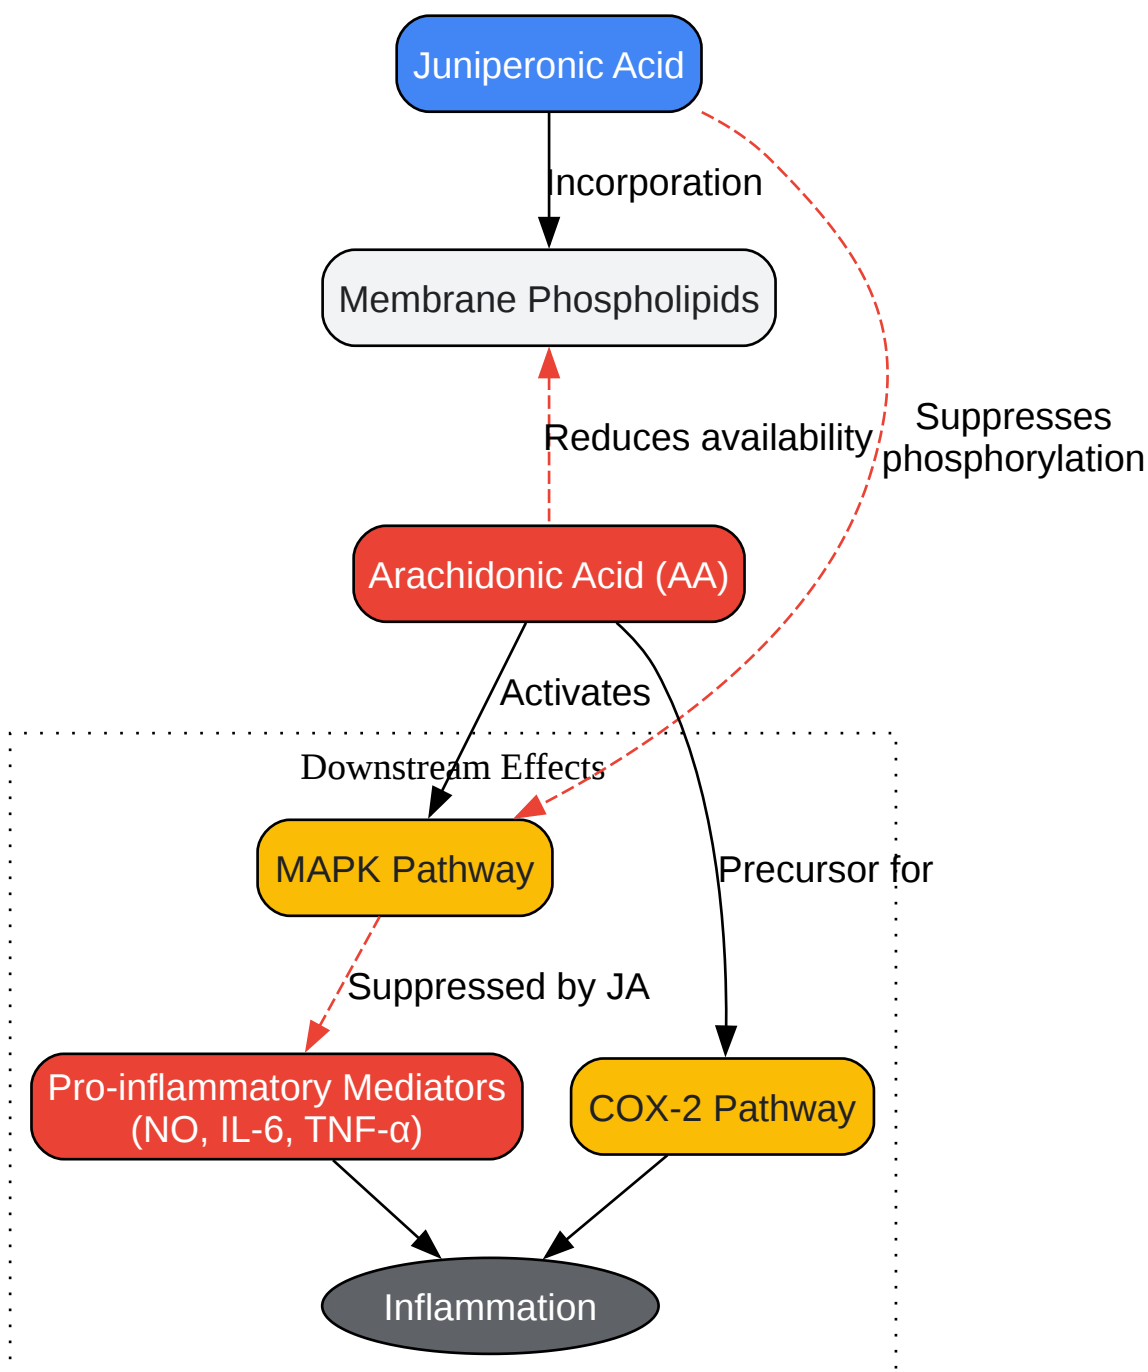 Juniperonic Acid
Incorporation
Membrane Phospholipids
Reduces availability
Suppresses
phosphorylation
Arachidonic Acid (AA)
Activates
Downstream Effects
MAPK Pathway
Precursor for
Suppressed by JA
Pro-inflammatory Mediators
(NO, IL-6, TNF-α)
COX-2 Pathway
Inflammation